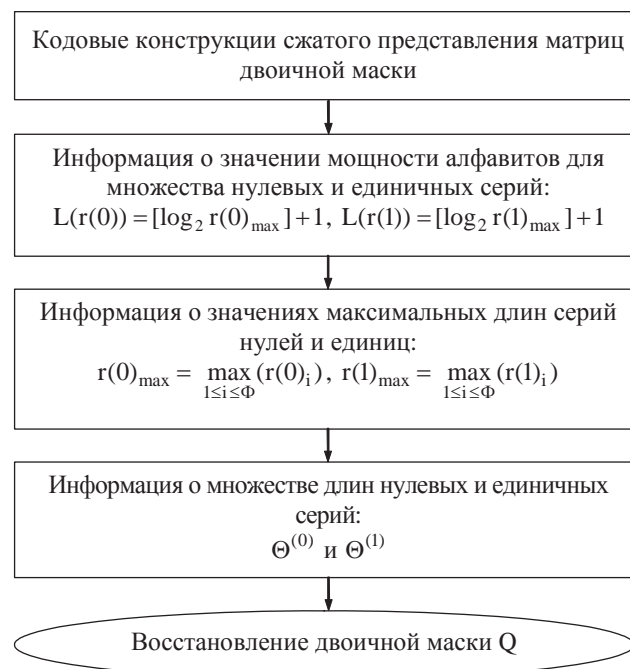 Кодовые конструкции сжатого представления матриц
двоичной маски
Информация о значении мощности алфавитов для
множества нулевых и единичных серий:
L(r(0)) = [log₂ r(0)ₘₐₓ] + 1, L(r(1)) = [log₂ r(1)ₘₐₓ] + 1
Информация о значениях максимальных длин серий
нулей и единиц:
r(0)ₘₐₓ = max (r(0)ᵢ), r(1)ₘₐₓ = max (r(1)ᵢ)
1≤i≤Φ 1≤i≤Φ
Информация о множестве длин нулевых и единичных
серий:
Θ⁽⁰⁾ и Θ⁽¹⁾
Восстановление двоичной маски Q